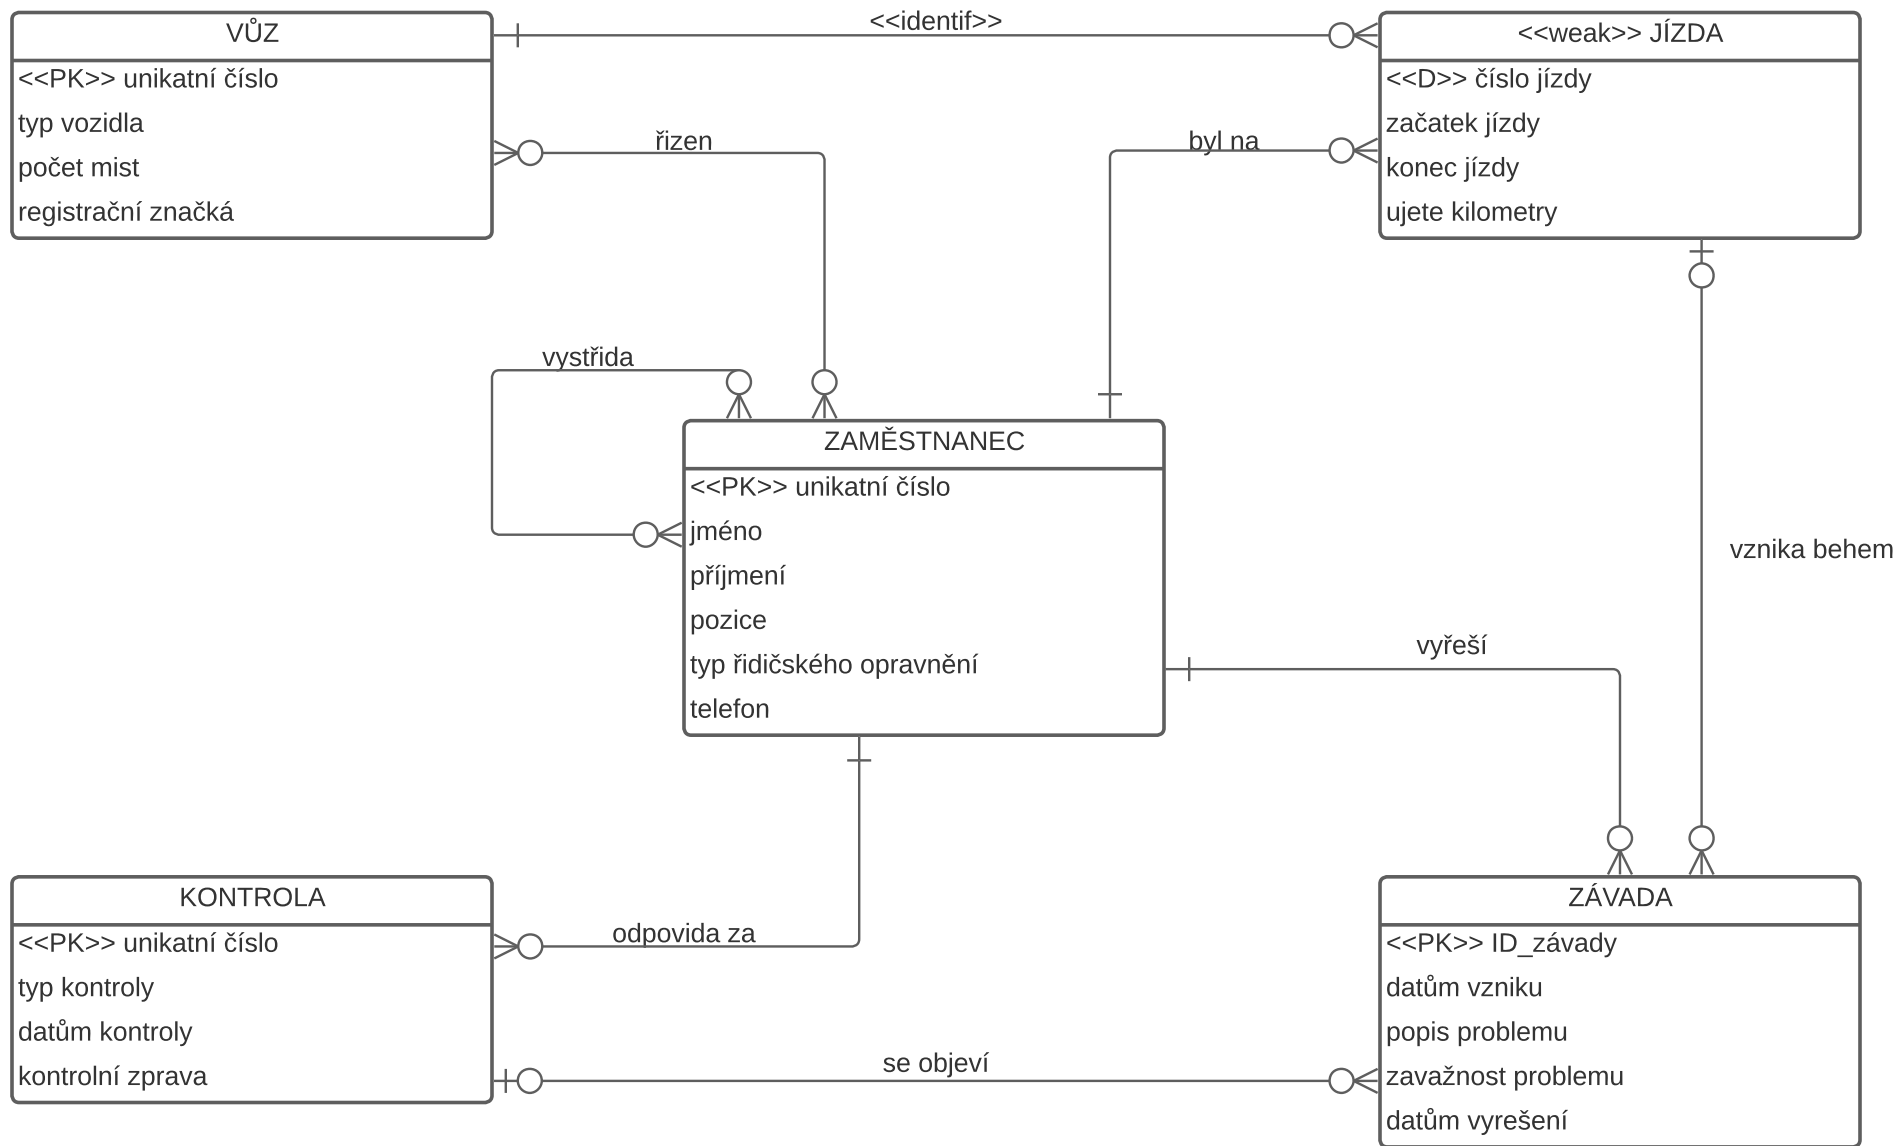 VŮZ
<<PK>> unikatní číslo
typ vozidla
počet mist
registrační značká
<<identif>>
<<weak>> JÍZDA
<<D>> číslo jízdy
začatek jízdy
konec jízdy
ujete kilometry
řizen
byl na
vystřida
ZAMĚSTNANEC
<<PK>> unikatní číslo
jméno
příjmení
pozice
typ řidičského opravnění
telefon
vznika behem
vyřeší
KONTROLA
<<PK>> unikatní číslo
typ kontroly
datům kontroly
kontrolní zprava
odpovida za
se objeví
ZÁVADA
<<PK>> ID_závady
datům vzniku
popis problemu
zavažnost problemu
datům vyrešení